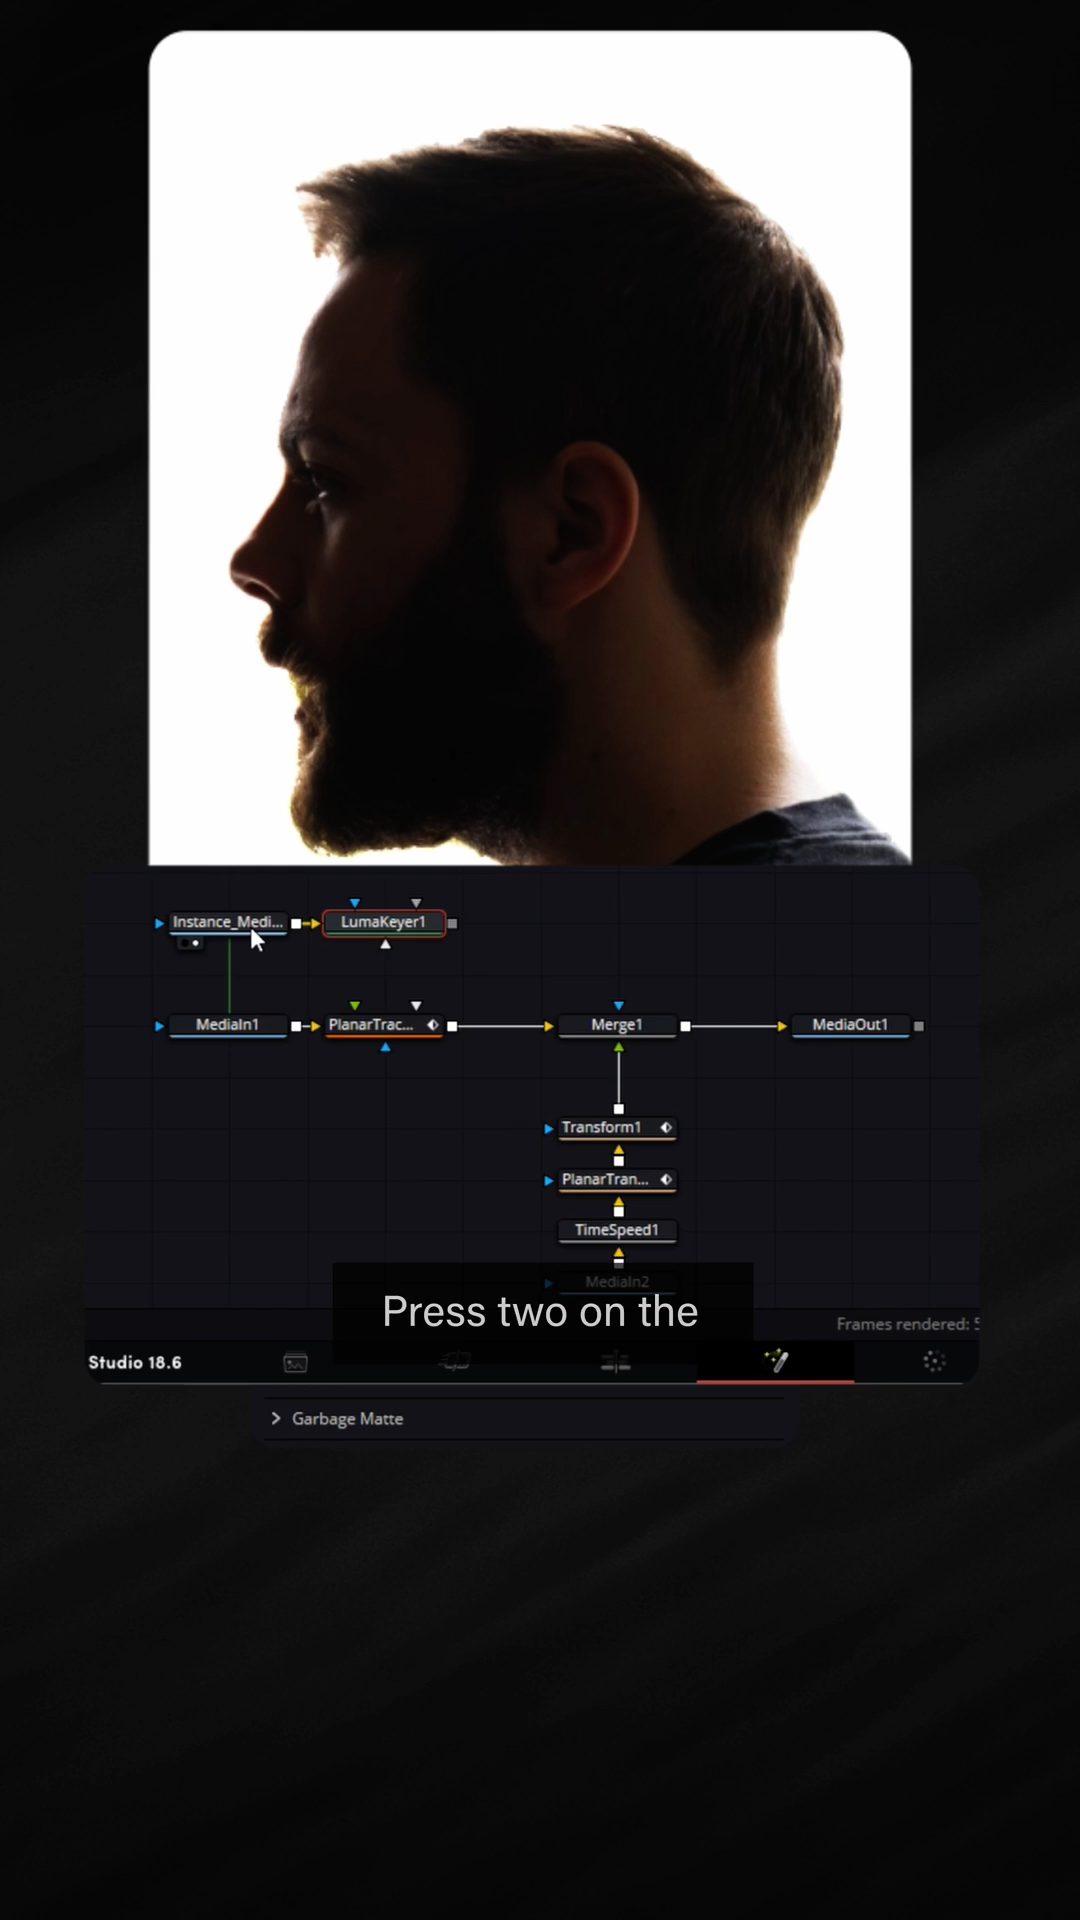 Instance_Medi...
LumaKeyer1
MediaIn1
PlanarTrac...
Merge1
MediaOut1
Transform1
PlanarTran...
TimeSpeed1
MediaIn2
Press two on the
Frames rendered: 5
Studio 18.6
Garbage Matte